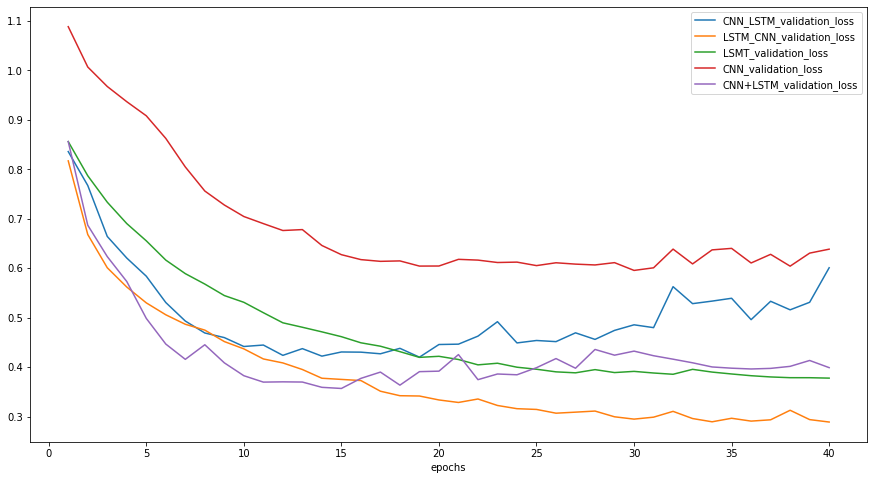 1.1
1.0
0.9
0.8
0.7
0.6
0.5
0.4
0.3
0 5 10 15 20 25 30 35 40
epochs
CNN_LSTM_validation_loss
LSTM_CNN_validation_loss
LSMT_validation_loss
CNN_validation_loss
CNN+LSTM_validation_loss